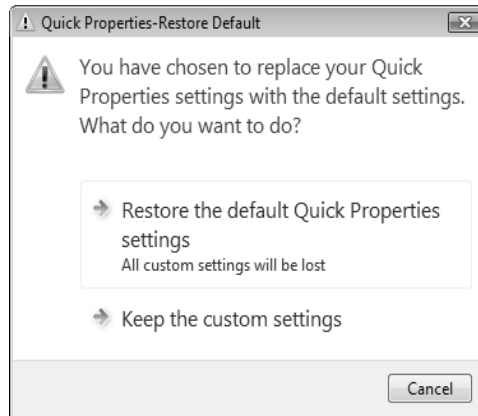 Quick Properties-Restore Default
You have chosen to replace your Quick
Properties settings with the default settings.
What do you want to do?
Restore the default Quick Properties
settings
All custom settings will be lost
Keep the custom settings
Cancel